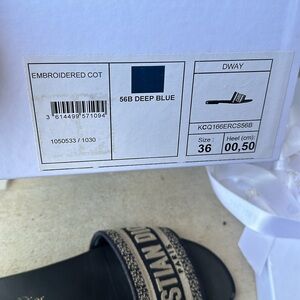 EMBROIDERED COT
3 614499 571094
1050533 / 1030
56B DEEP BLUE
DWAY
KCQ166ERCS56B
Size : Heel (cm):
36 00,50
STIAN DI